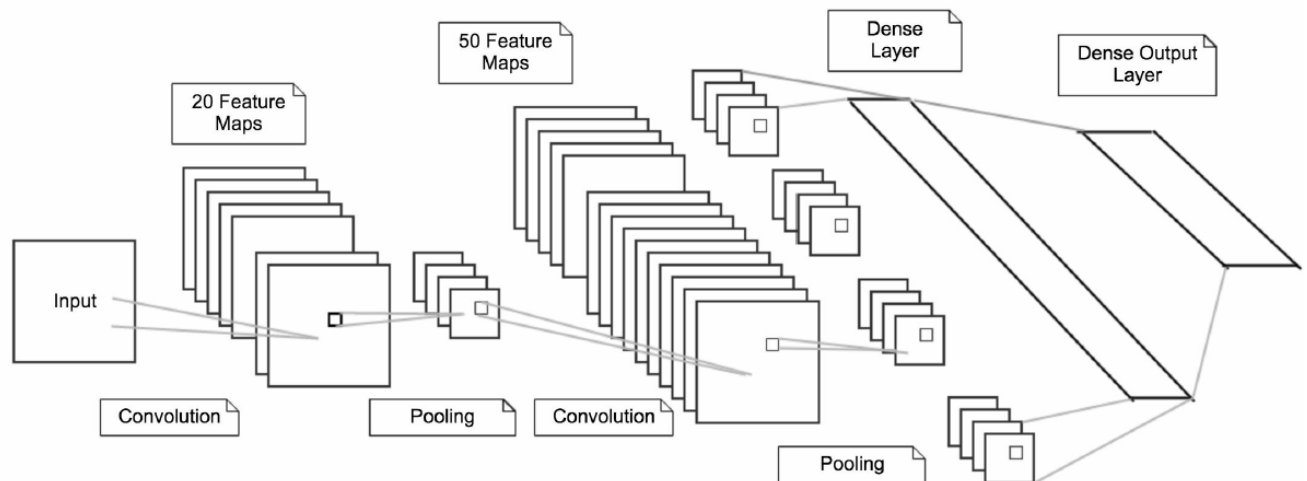 50 Feature
Maps
Dense
Layer
Dense Output
Layer
20 Feature
Maps
Input
Convolution
Pooling
Convolution
Pooling